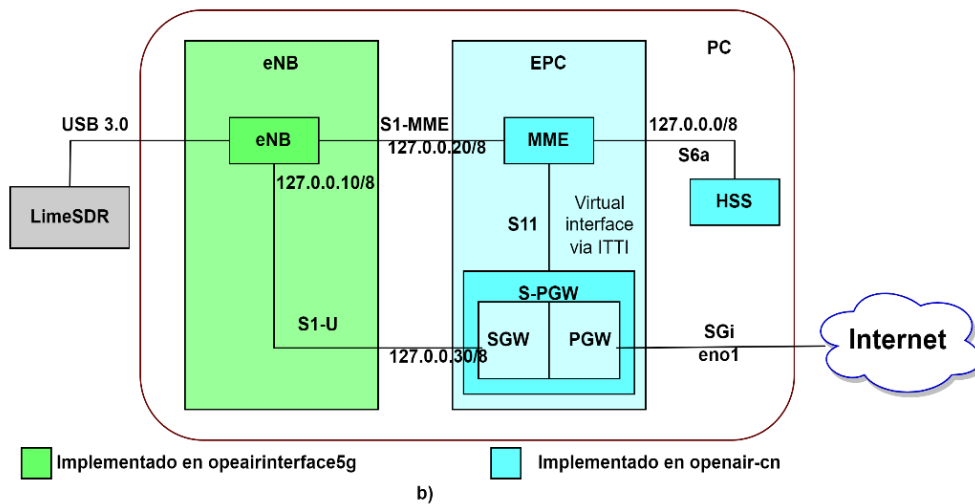 eNB
EPC
PC
USB 3.0
eNB
S1-MME
127.0.0.20/8
MME
127.0.0.0/8
S6a
127.0.0.10/8
LimeSDR
HSS
S11
Virtual
interface
via ITTI
S-PGW
S1-U
SGW
PGW
127.0.0.30/8
SGi
eno1
Internet
Implementado en opeairinterface5g
Implementado en openair-cn
b)